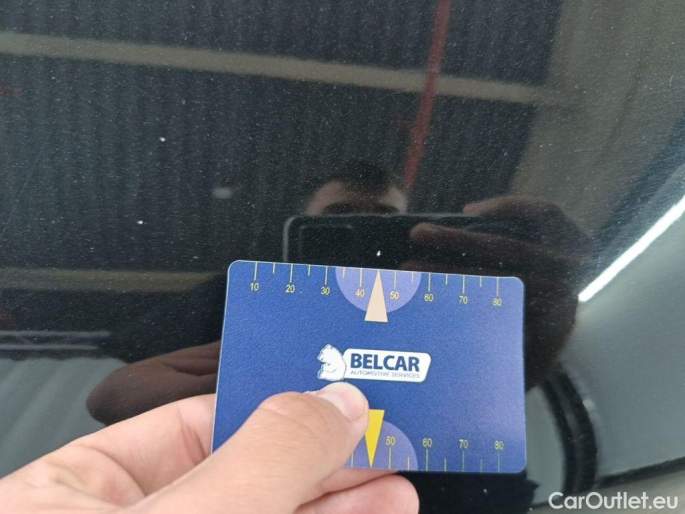 10 20 30 40 50 60 70 80
BELCAR
AUTOMOTIVE SERVICES
50 60 70 80
CarOutlet.eu